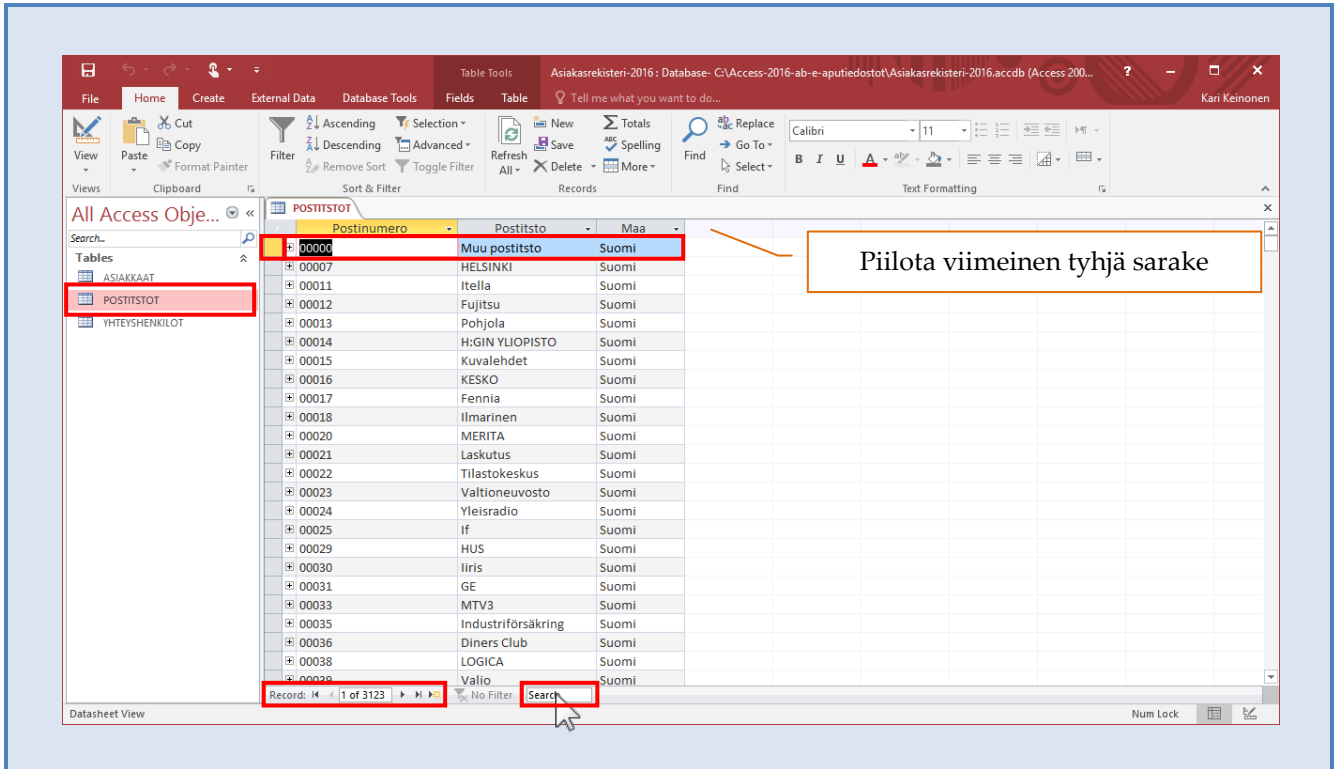 Table Tools Asiakasrekisteri-2016 : Database- C:\Access-2016-ab-e-aputiedostot\Asiakasrekisteri-2016.accdb (Access 200... ?
File Home Create External Data Database Tools Fields Table Tell me what you want to do... Kari Keinonen
View
Paste
Cut
Copy
Format Painter
Filter
Ascending
Descending
Remove Sort
Selection
Advanced
Toggle Filter
Refresh All
New
Save
Delete
Totals
Spelling
More
Find
Replace
Go To
Select
Calibri 11
B I U A
Views Clipboard Sort & Filter Records Find Text Formatting
All Access Obje... «
Search...
Tables
ASIAKKAAT
POSTITSTOT
YHTEYSHENKILOT
POSTITSTOT
Postinumero Postitsto Maa
00000 Muu postitsto Suomi
00007 HELSINKI Suomi
00011 Itella Suomi
00012 Fujitsu Suomi
00013 Pohjola Suomi
00014 H:GIN YLIOPISTO Suomi
00015 Kuvalehdet Suomi
00016 KESKO Suomi
00017 Fennia Suomi
00018 Ilmarinen Suomi
00020 MERITA Suomi
00021 Laskutus Suomi
00022 Tilastokeskus Suomi
00023 Valtioneuvosto Suomi
00024 Yleisradio Suomi
00025 If Suomi
00029 HUS Suomi
00030 Iiris Suomi
00031 GE Suomi
00033 MTV3 Suomi
00035 Industriförsäkring Suomi
00036 Diners Club Suomi
00038 LOGICA Suomi
00039 Valio Suomi
Piilota viimeinen tyhjä sarake
Record: 1 of 3123 No Filter Search
Datasheet View Num Lock